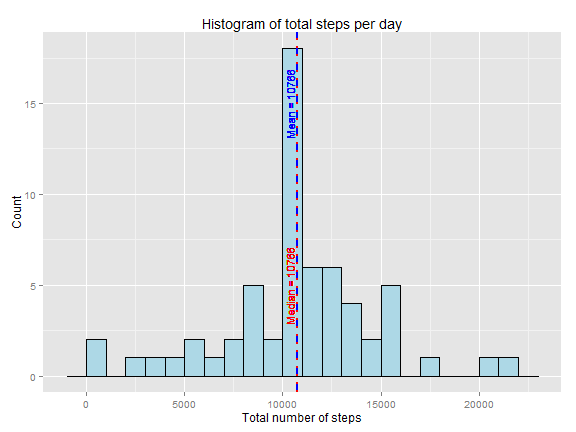 Histogram of total steps per day
Count
15
10
5
0
Mean = 10766
Median = 10766
0
5000
10000
15000
20000
Total number of steps